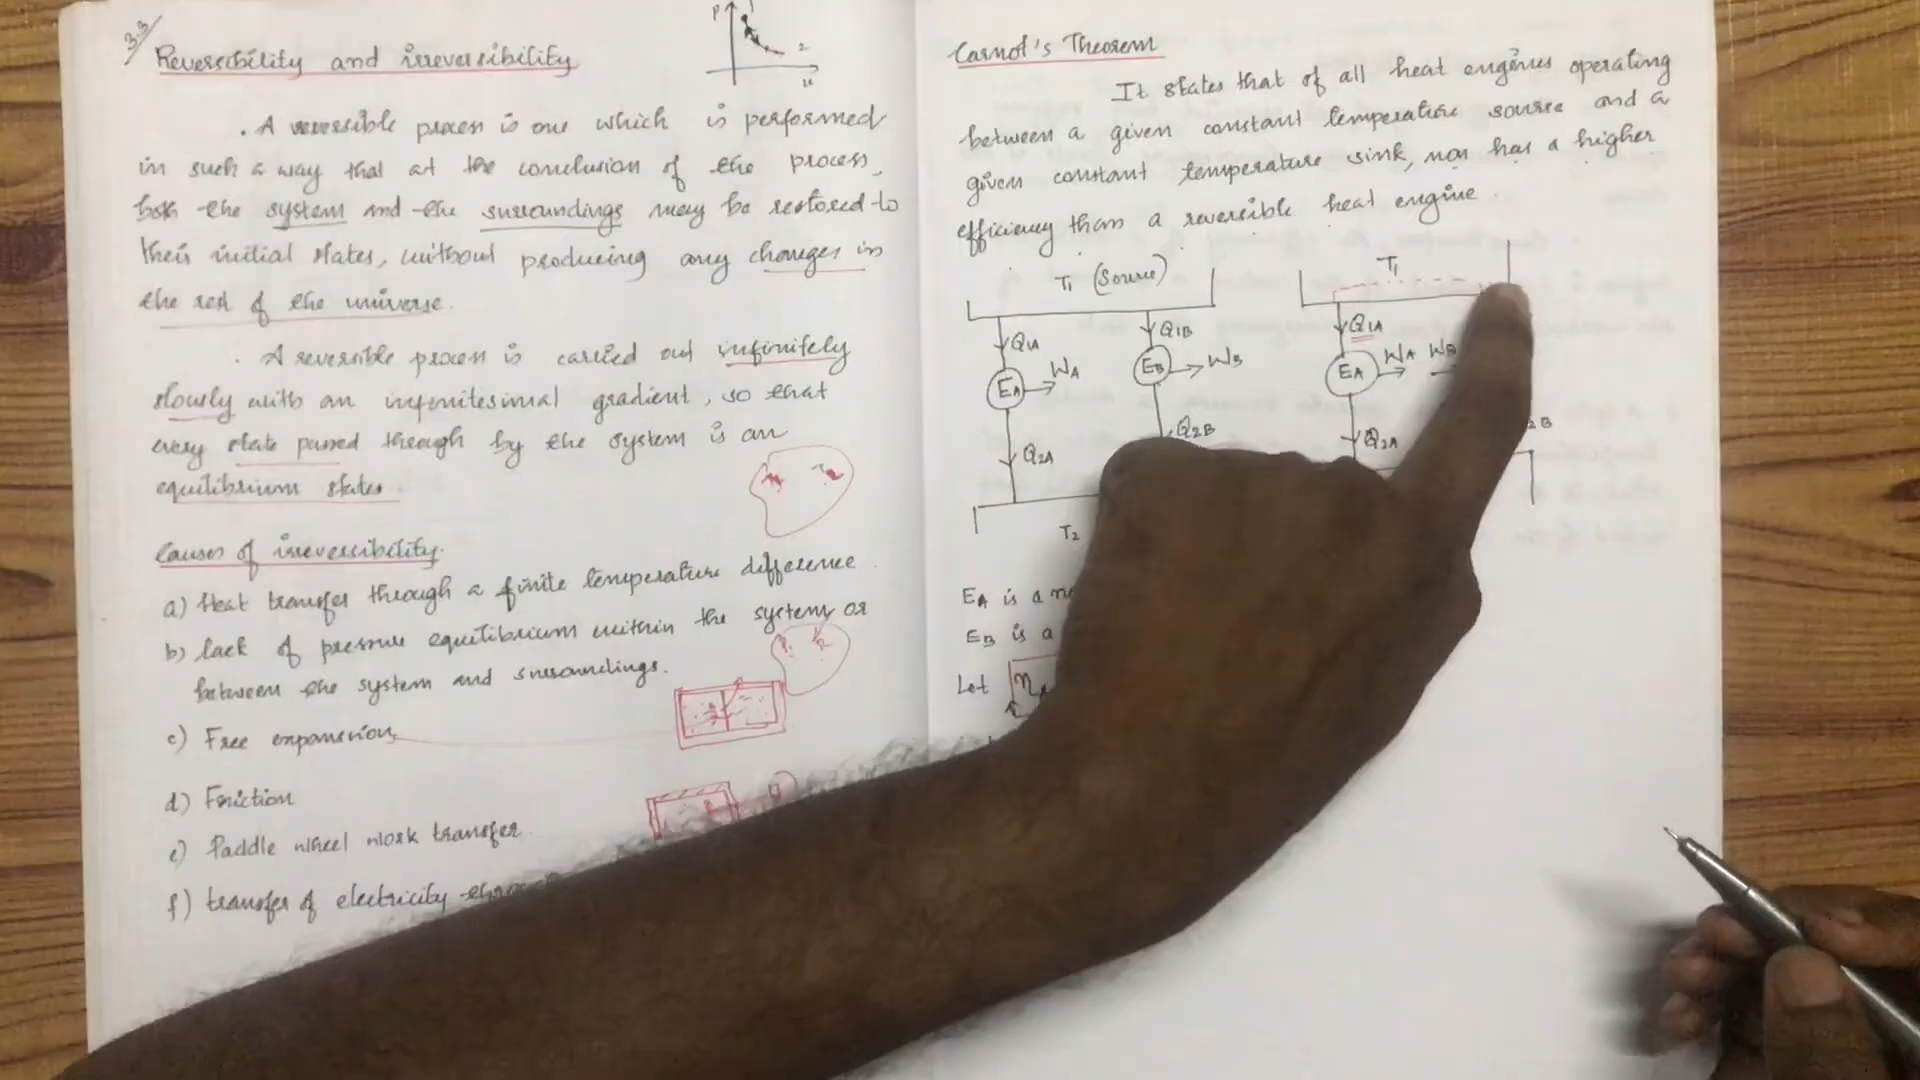 3.3
Reversibility and irreversibility
P
1
2
. A reversible process is one which is performed
in such a way that at the conclusion of the process,
both the system and the surroundings may be restored to
their initial states, without producing any changes in
the rest of the universe.
. A reversible process is carried out infinitely
slowly with an infinitesimal gradient, so that
every state passed through by the system is an
equilibrium states.
Causes of irreversibility.
a) Heat transfer through a finite temperature difference.
b) lack of pressure equilibrium within the system or
between the system and surroundings.
c) Free expansion
d) Friction
e) Paddle wheel work transfer.
f) transfer of electricity
Carnot's Theorem
It states that of all heat engines operating
between a given constant temperature source and a
given constant temperature sink, non has a higher
efficiency than a reversible heat engine.
T1 (Source)
Q1A
Q1B
EA
WA
EB
WB
Q2A
Q2B
T2
T1
Q1A
EA
WA
WB
Q2A
2B
EA is a
EB is a
Let η